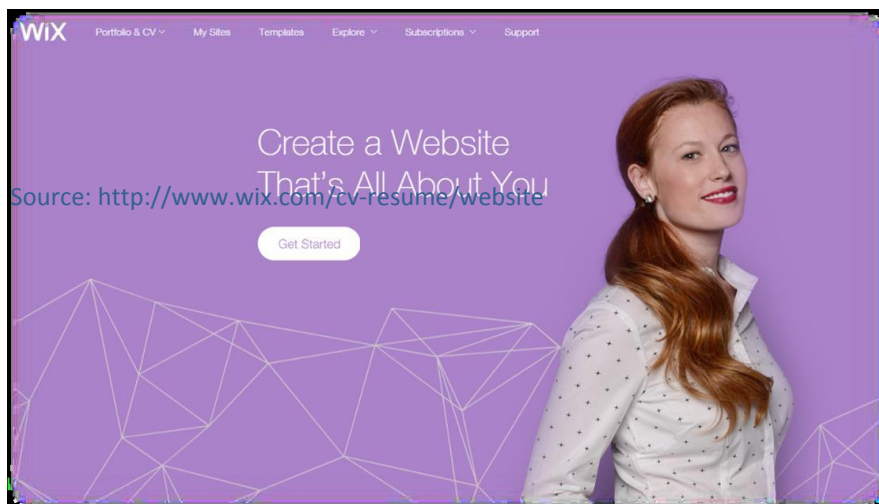 WiX Portfolio & CV My Sites Templates Explore Subscriptions Support
Create a Website
That's All About You
Source: http://www.wix.com/cv-resume/website
Get Started